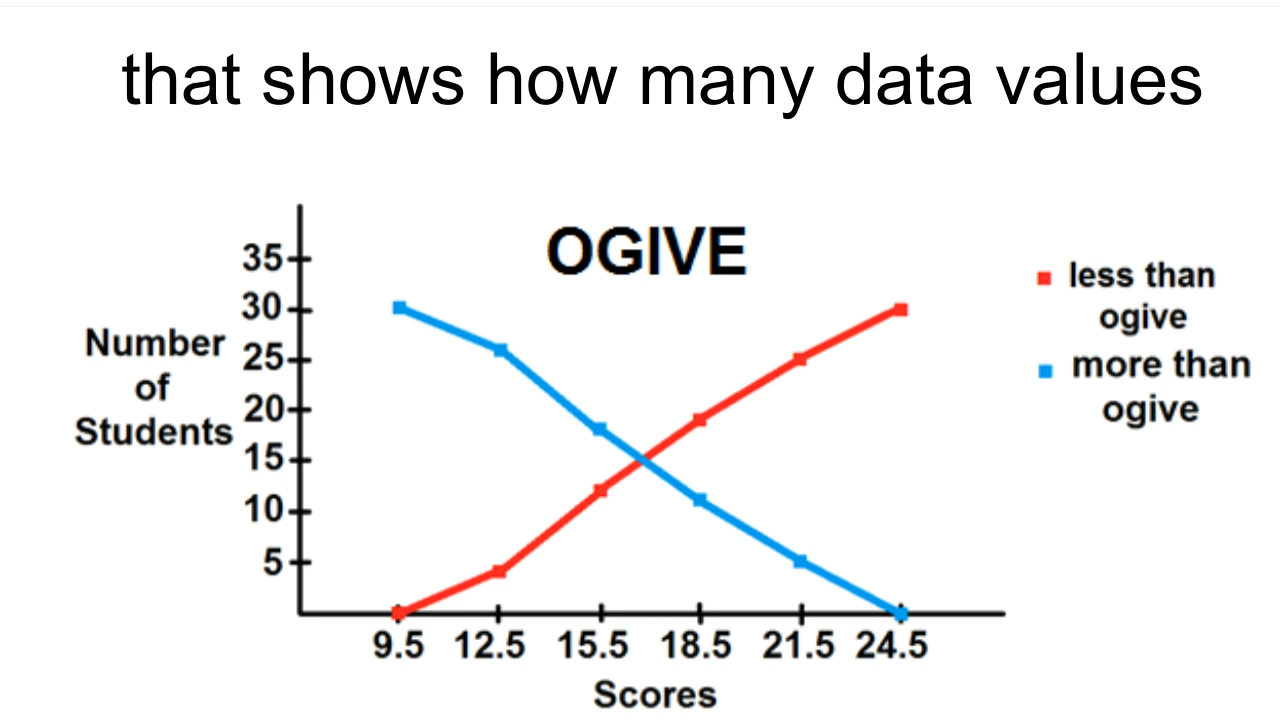 that shows how many data values
OGIVE
35
30
25
20
15
10
5
Number
of
Students
less than
ogive
more than
ogive
9.5 12.5 15.5 18.5 21.5 24.5
Scores